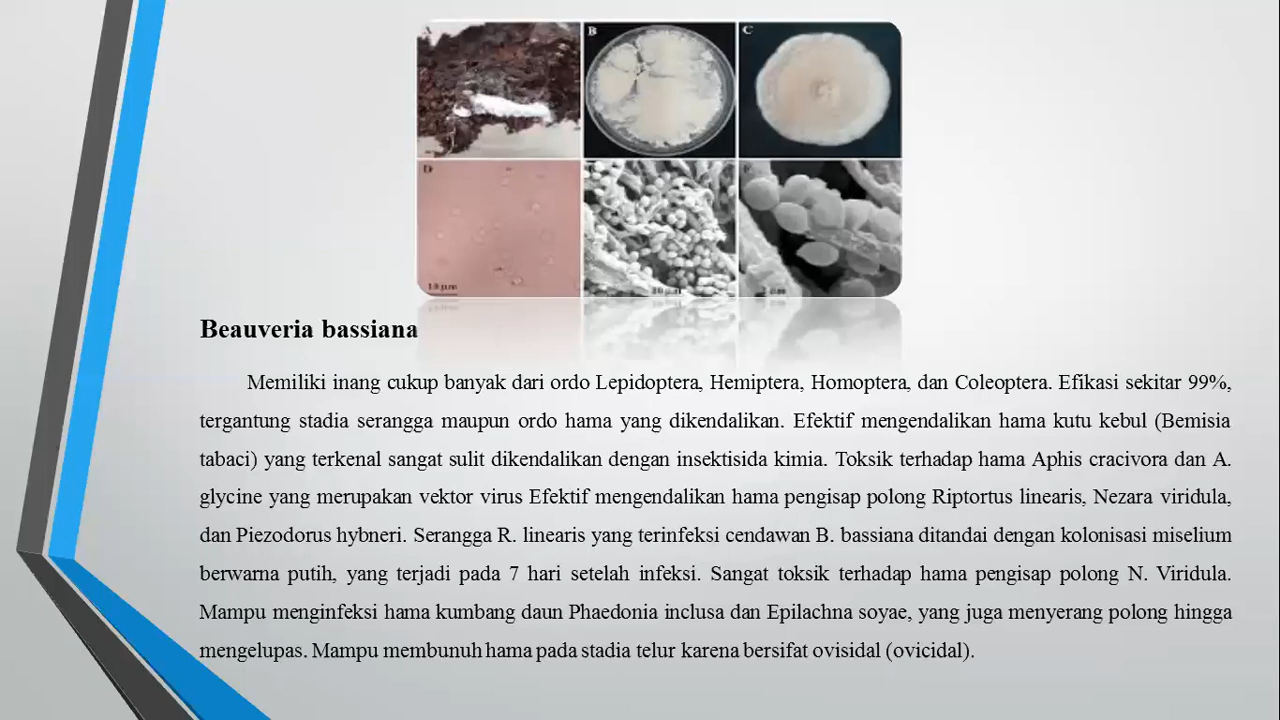 A B C
D E
10 µm
Beauveria bassiana
Memiliki inang cukup banyak dari ordo Lepidoptera, Hemiptera, Homoptera, dan Coleoptera. Efikasi sekitar 99%,
tergantung stadia serangga maupun ordo hama yang dikendalikan. Efektif mengendalikan hama kutu kebul (Bemisia
tabaci) yang terkenal sangat sulit dikendalikan dengan insektisida kimia. Toksik terhadap hama Aphis cracivora dan A.
glycine yang merupakan vektor virus Efektif mengendalikan hama pengisap polong Riptortus linearis, Nezara viridula,
dan Piezodorus hybneri. Serangga R. linearis yang terinfeksi cendawan B. bassiana ditandai dengan kolonisasi miselium
berwarna putih, yang terjadi pada 7 hari setelah infeksi. Sangat toksik terhadap hama pengisap polong N. Viridula.
Mampu menginfeksi hama kumbang daun Phaedonia inclusa dan Epilachna soyae, yang juga menyerang polong hingga
mengelupas. Mampu membunuh hama pada stadia telur karena bersifat ovisidal (ovicidal).